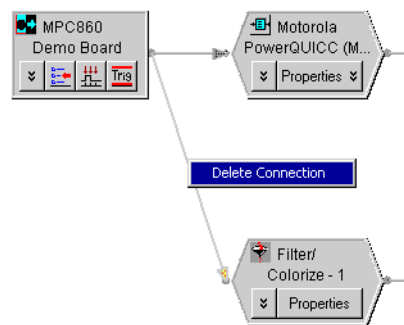 MPC860
Demo Board
Trig
Motorola
PowerQUICC (M...
Properties
Delete Connection
Filter/
Colorize - 1
Properties